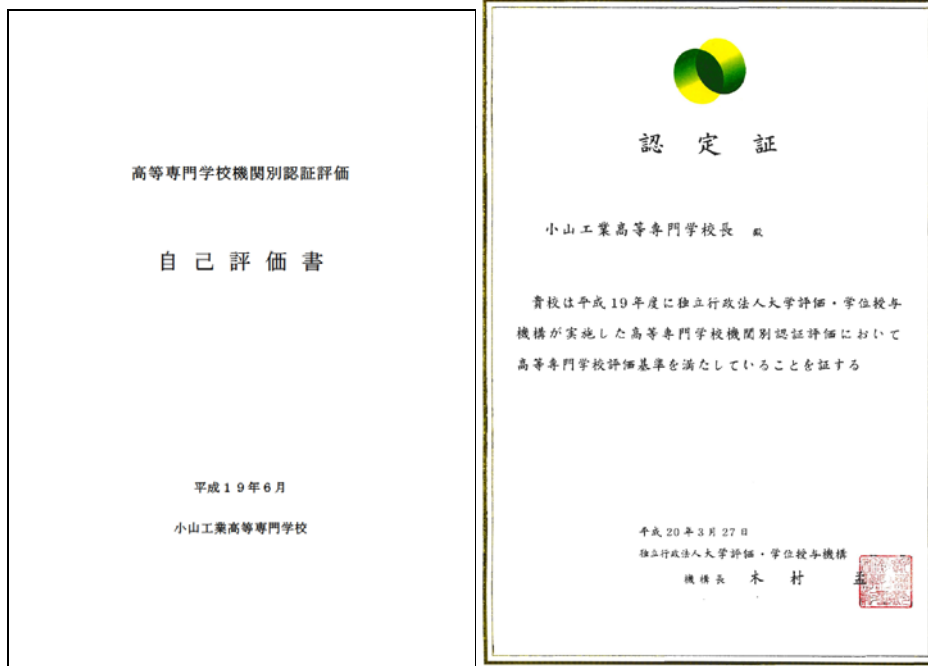 高等専門学校機関別認証評価
自己評価書
平成19年6月
小山工業高等専門学校
認定証
小山工業高等専門学校長 殿
貴校は平成19年度に独立行政法人大学評価・学位授与
機構が実施した高等専門学校機関別認証評価において
高等専門学校評価基準を満たしていることを証する
平成20年3月27日
独立行政法人大学評価・学位授与機構
機構長 木村 孟